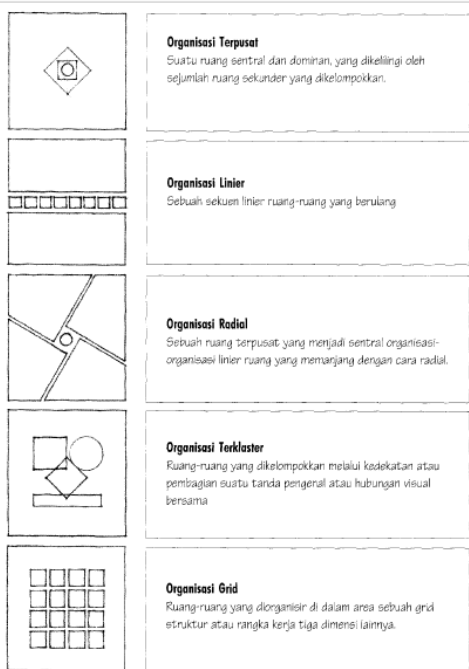 Organisasi Terpusat
Suatu ruang sentral dan dominan, yang dikelilingi oleh
sejumlah ruang sekunder yang dikelompokkan.
Organisasi Linier
Sebuah sekuen linier ruang-ruang yang berulang
Organisasi Radial
Sebuah ruang terpusat yang menjadi sentral organisasi-
organisasi linier ruang yang memanjang dengan cara radial.
Organisasi Terklaster
Ruang-ruang yang dikelompokkan melalui kedekatan atau
pembagian suatu tanda pengenal atau hubungan visual
bersama
Organisasi Grid
Ruang-ruang yang diorganisir di dalam area sebuah grid
struktur atau rangka kerja tiga dimensi lainnya.